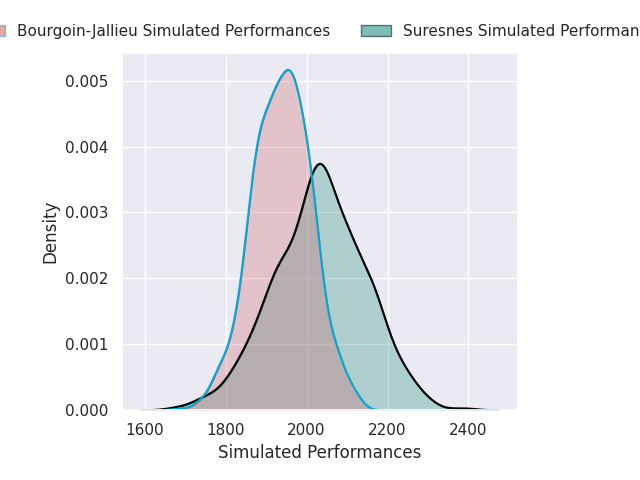 Bourgoin-Jallieu Simulated Performances
Suresnes Simulated
0.005
0.004
0.003
0.002
0.001
0.000
Density
1600 1800 2000 2200 2400
Simulated Performances